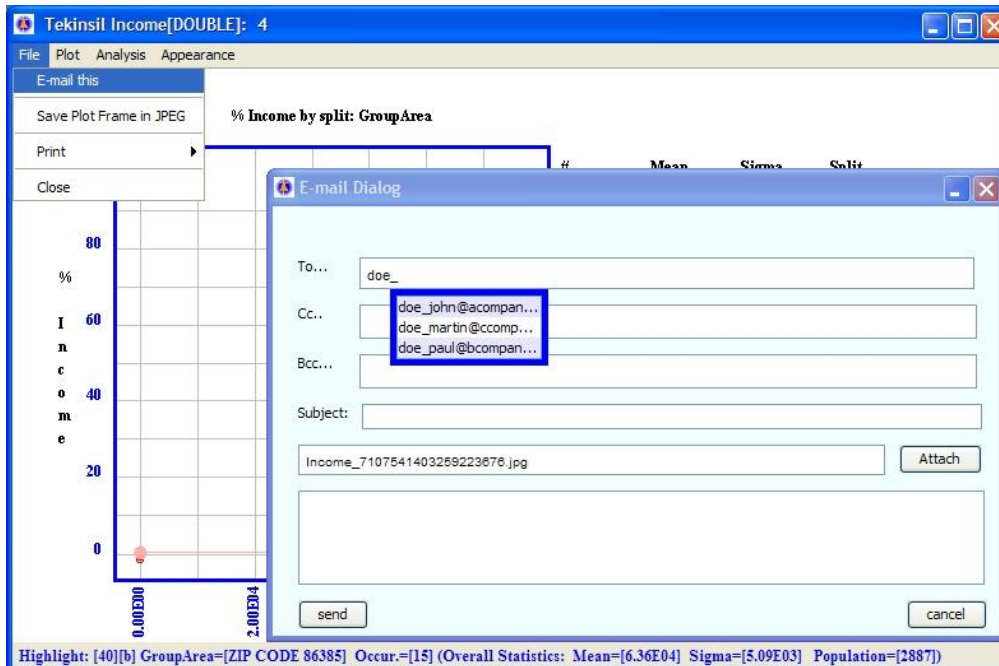 Tekinsil Income[DOUBLE]: 4
File Plot Analysis Appearance
E-mail this
Save Plot Frame in JPEG
Print
Close
% Income by split: GroupArea
# Mean Sigma Split
E-mail Dialog
To... doe_
doe_john@acompan...
doe_martin@ccomp...
doe_paul@bcompan...
Cc..
Bcc...
Subject:
Income_7107541403259223676.jpg Attach
send cancel
% Income
80
60
40
20
0
0.00E00
2.00E04
Highlight: [40][b] GroupArea=[ZIP CODE 86385] Occur.=[15] (Overall Statistics: Mean=[6.36E04] Sigma=[5.09E03] Population=[2887])